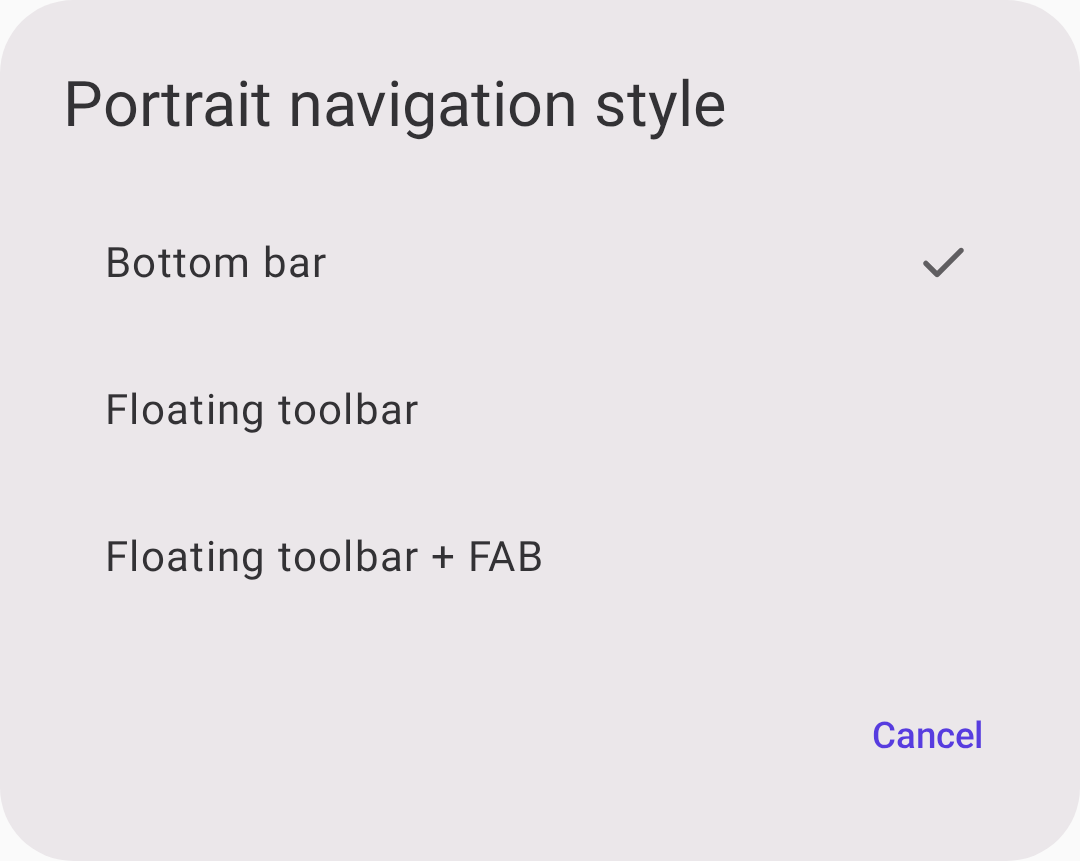 Portrait navigation style
Bottom bar
Floating toolbar
Floating toolbar + FAB
Cancel